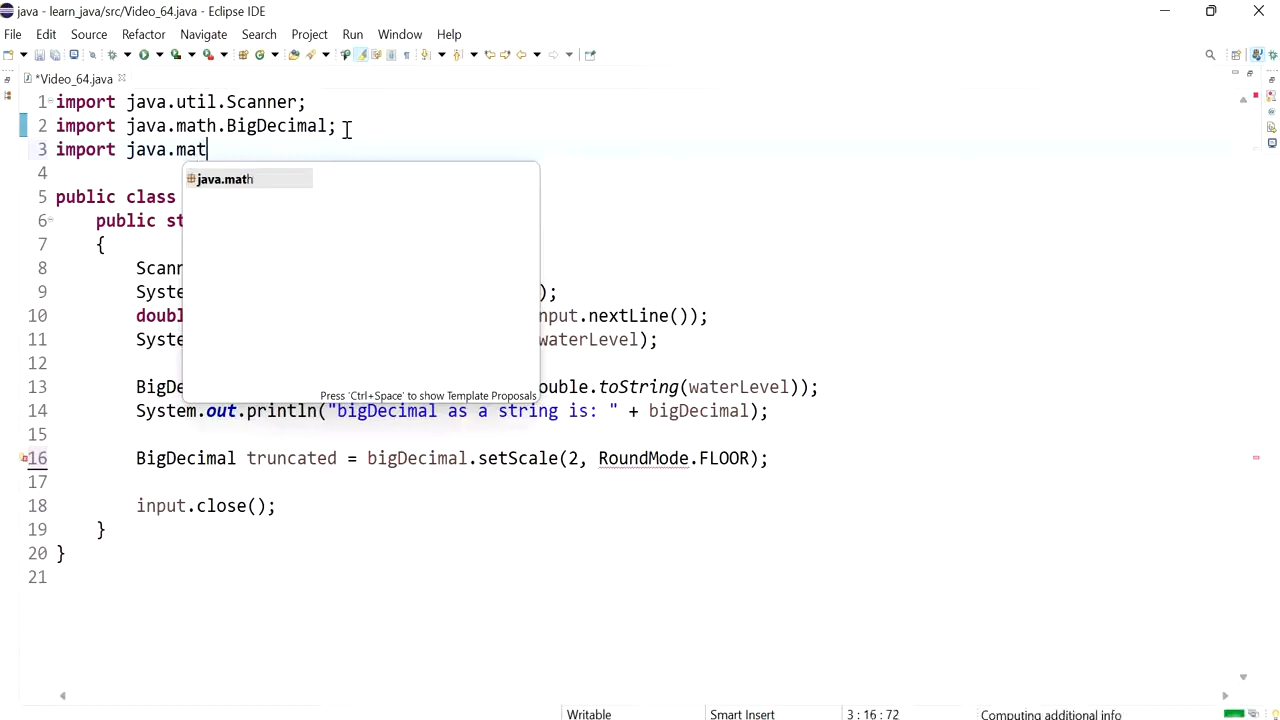 java - learn_java/src/Video_64.java - Eclipse IDE
File Edit Source Refactor Navigate Search Project Run Window Help
*Video_64.java
1 import java.util.Scanner;
2 import java.math.BigDecimal;
3 import java.mat
java.math
4
5 public class
6 public st
7 {
8 Scann
9 Syste );
10 doubl nput.nextLine());
11 Syste waterLevel);
12
13 BigDe ouble.toString(waterLevel));
Press 'Ctrl+Space' to show Template Proposals
14 System.out.println("bigDecimal as a string is: " + bigDecimal);
15
16 BigDecimal truncated = bigDecimal.setScale(2, RoundMode.FLOOR);
17
18 input.close();
19 }
20 }
21
Writable Smart Insert 3 : 16 : 72 Computing additional info